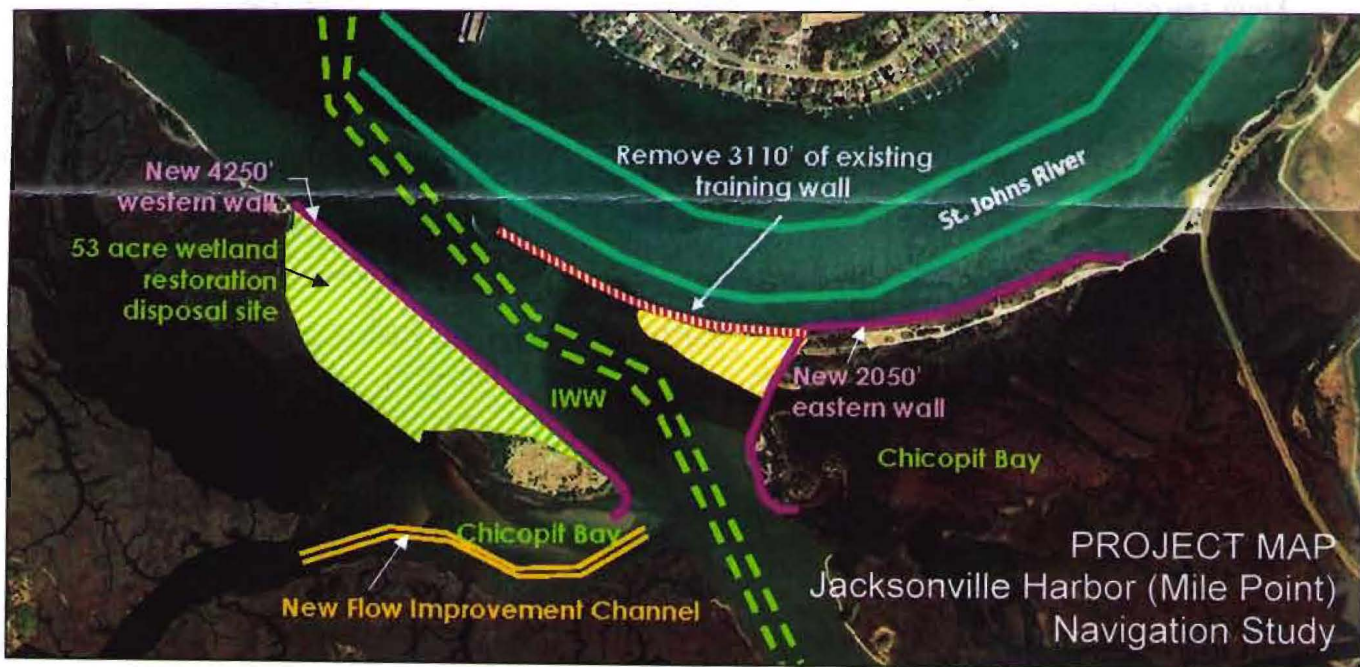 New 4250'
western wall
53 acre wetland
restoration
disposal site
Remove 3110' of existing
training wall
St. Johns River
IWW
New 2050'
eastern wall
Chicopit Bay
Chicopit Bay
New Flow Improvement Channel
PROJECT MAP
Jacksonville Harbor (Mile Point)
Navigation Study